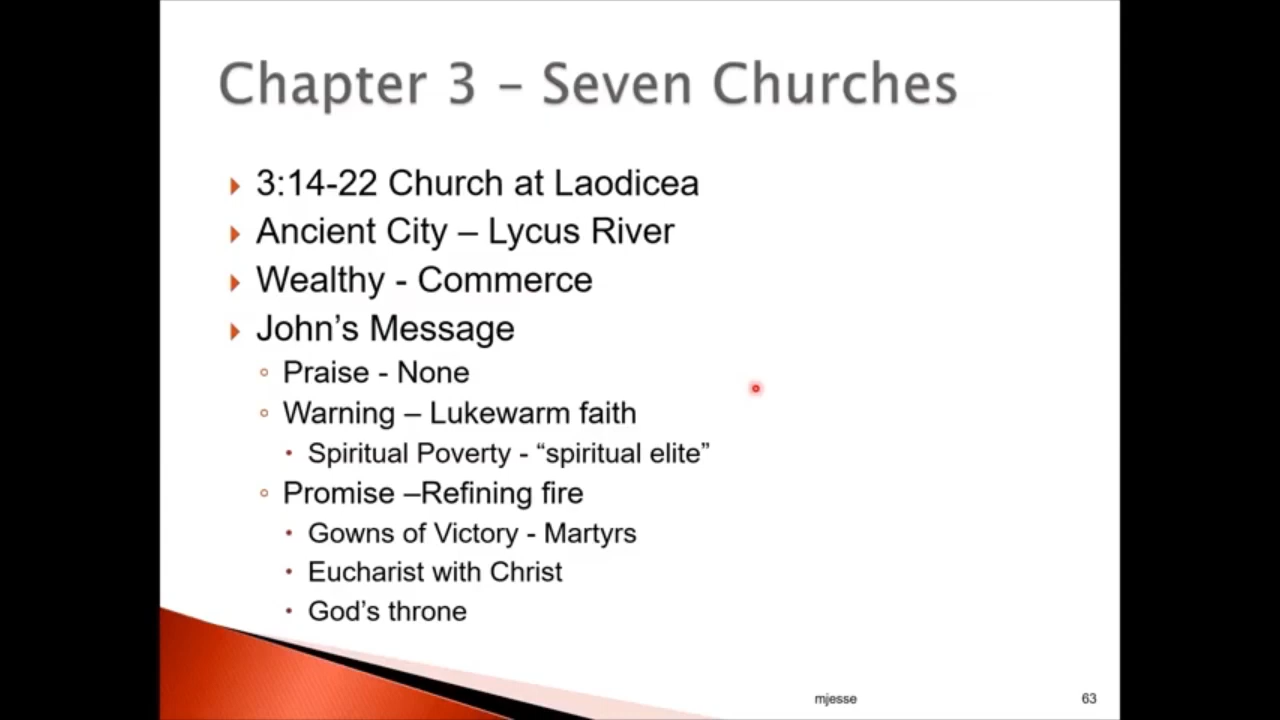 Chapter 3 – Seven Churches
3:14-22 Church at Laodicea
Ancient City – Lycus River
Wealthy - Commerce
John’s Message
Praise - None
Warning – Lukewarm faith
Spiritual Poverty - “spiritual elite”
Promise –Refining fire
Gowns of Victory - Martyrs
Eucharist with Christ
God’s throne
mjesse
63